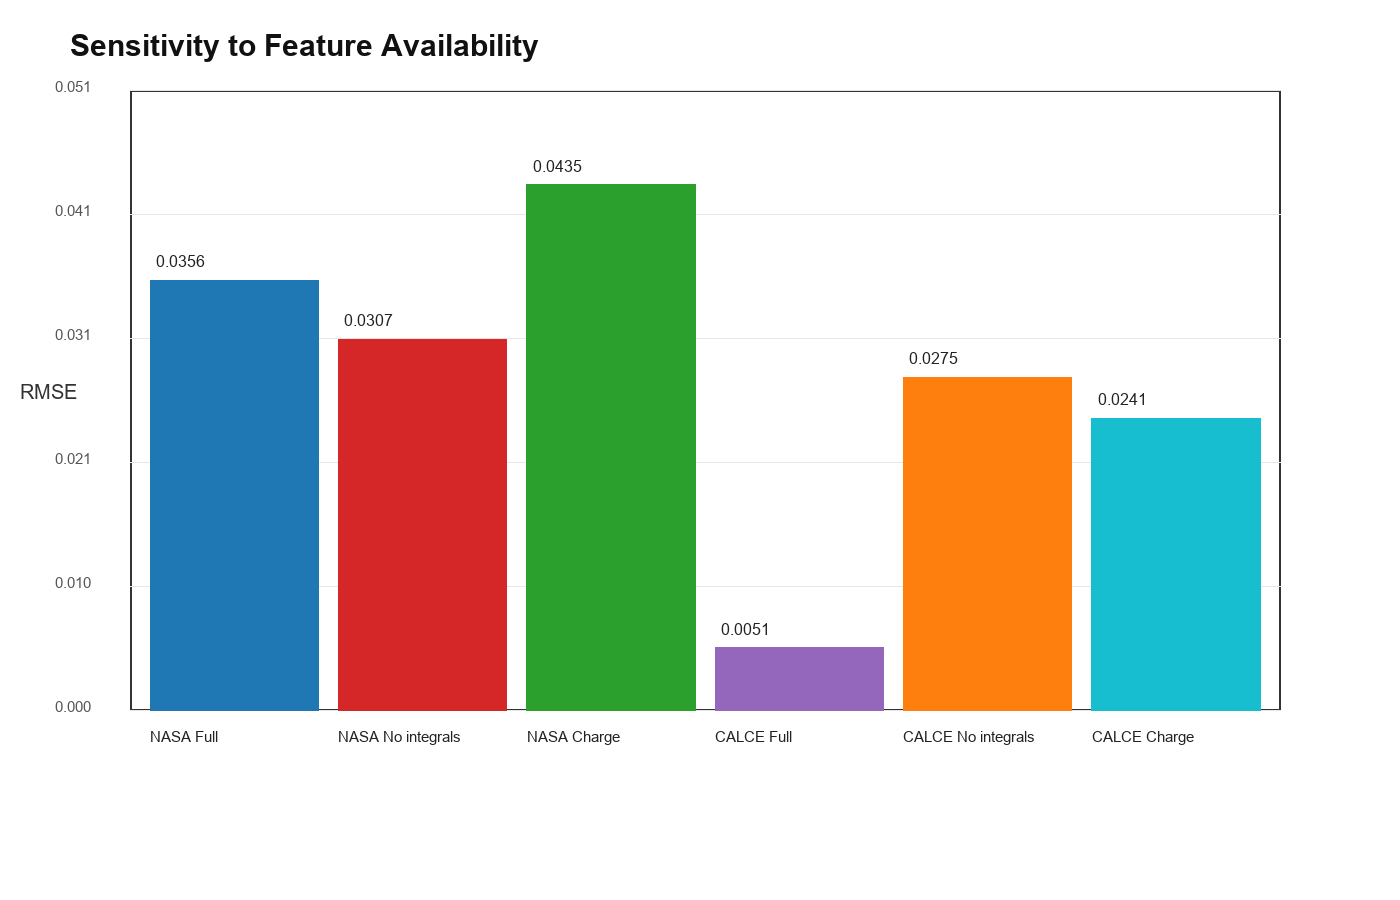 Sensitivity to Feature Availability
0.051
0.0435
0.041
0.0356
0.0307
0.031
0.0275
RMSE
0.0241
0.021
0.010
0.0051
0.000
NASA Full
NASA No integrals
NASA Charge
CALCE Full
CALCE No integrals
CALCE Charge